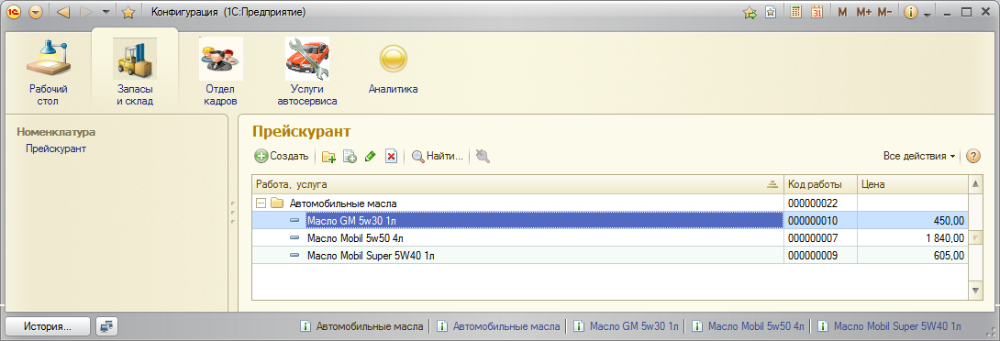 Конфигурация (1С:Предприятие)
31 M M+ M-
Рабочий стол
Запасы и склад
Отдел кадров
Услуги автосервиса
Аналитика
Номенклатура
Прейскурант
Прейскурант
Создать Найти... Все действия ?
Работа, услуга Код работы Цена
Автомобильные масла 000000022
Масло GM 5w30 1л 000000010 450,00
Масло Mobil 5w50 4л 000000007 1 840,00
Масло Mobil Super 5W40 1л 000000009 605,00
История... Автомобильные масла Автомобильные масла Масло GM 5w30 1л Масло Mobil 5w50 4л Масло Mobil Super 5W40 1л